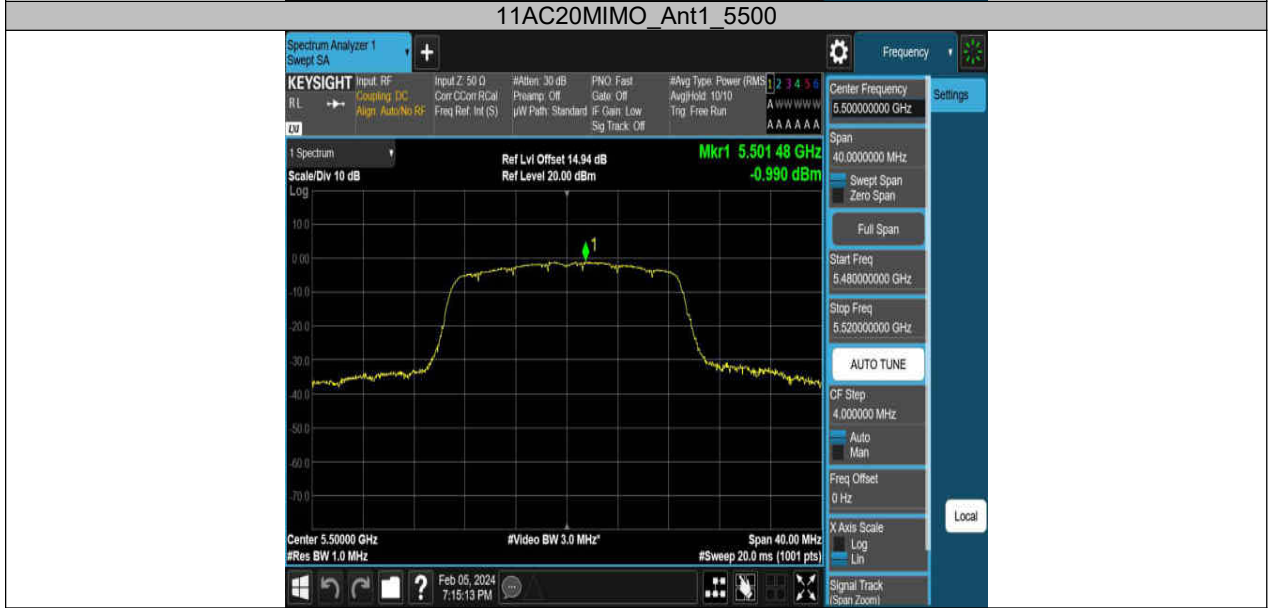 11AC20MIMO_Ant1_5500
Spectrum Analyzer 1
Swept SA
+
Frequency
KEYSIGHT
RL
Input: RF
Coupling: DC
Align: Auto/No RF
Input Z: 50 Ω
Corr CCorr RCal
Freq Ref: Int (S)
#Atten: 30 dB
Preamp: Off
µW Path: Standard
PNO: Fast
Gate: Off
IF Gain: Low
Sig Track: Off
#Avg Type: Power (RMS
Avg|Hold: 10/10
Trig: Free Run
1 2 3 4 5 6
A W W W W W
A A A A A A
Center Frequency
5.500000000 GHz
Settings
1 Spectrum
Scale/Div 10 dB
Ref Lvl Offset 14.94 dB
Ref Level 20.00 dBm
Mkr1 5.501 48 GHz
-0.990 dBm
Span
40.0000000 MHz
Swept Span
Zero Span
Full Span
Start Freq
5.480000000 GHz
Stop Freq
5.520000000 GHz
AUTO TUNE
CF Step
4.000000 MHz
Auto
Man
Freq Offset
0 Hz
X Axis Scale
Log
Lin
Local
Signal Track
(Span Zoom)
Log
10.0
0.00
-10.0
-20.0
-30.0
-40.0
-50.0
-60.0
-70.0
1
Center 5.50000 GHz
#Res BW 1.0 MHz
#Video BW 3.0 MHz*
Span 40.00 MHz
#Sweep 20.0 ms (1001 pts)
?
Feb 05, 2024
7:15:13 PM